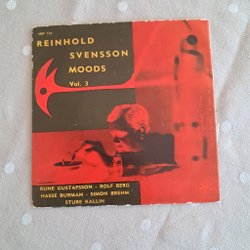 REINHOLD
SVENSSON
MOODS
Vol. 3
RUNE GUSTAFSSON - ROLF BERG
HASSE BURMAN - SIMON BREHM
STURE KALLIN